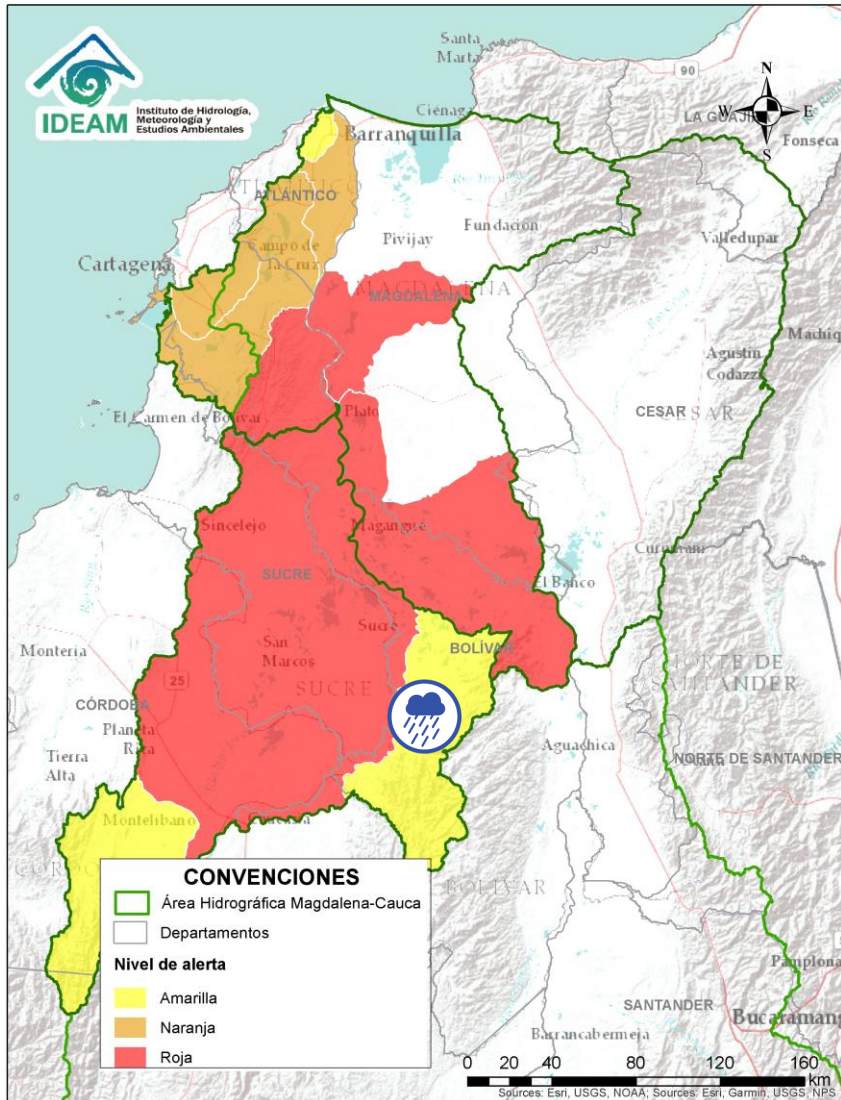 IDEAM
Instituto de Hidrología,
Meteorología y
Estudios Ambientales
Santa
Marta
90
N
W
E
S
LA GUAJIR
Fonseca
Ciénaga
Barranquilla
ATLÁNTICO
Fundación
Pivijay
Valledupar
Campo de
la Cruz
Cartagena
MAGDALENA
MAGDALENA
Machiq
Agustín
Codazzi
CESAR
CESAR
Plato
El Carmen de Bolívar
Sincelejo
Magangué
Curumaní
SUCRE
El Banco
Sucre
Montería
San
Marcos
BOLÍVAR
SUCRE
NORTE DE
SANTANDER
25
CÓRDOBA
Planeta
Rica
Tierra
Alta
Aguachica
NORTE DE SANTANDER
Montelíbano
BOLÍVAR
CONVENCIONES
Área Hidrográfica Magdalena-Cauca
Departamentos
Nivel de alerta
Amarilla
Naranja
Roja
Pamplona
SANTANDER
Bucaramang
Barrancabermeja
0 20 40 80 120 160
km
Sources: Esri, USGS, NOAA; Sources: Esri, Garmin, USGS, NPS